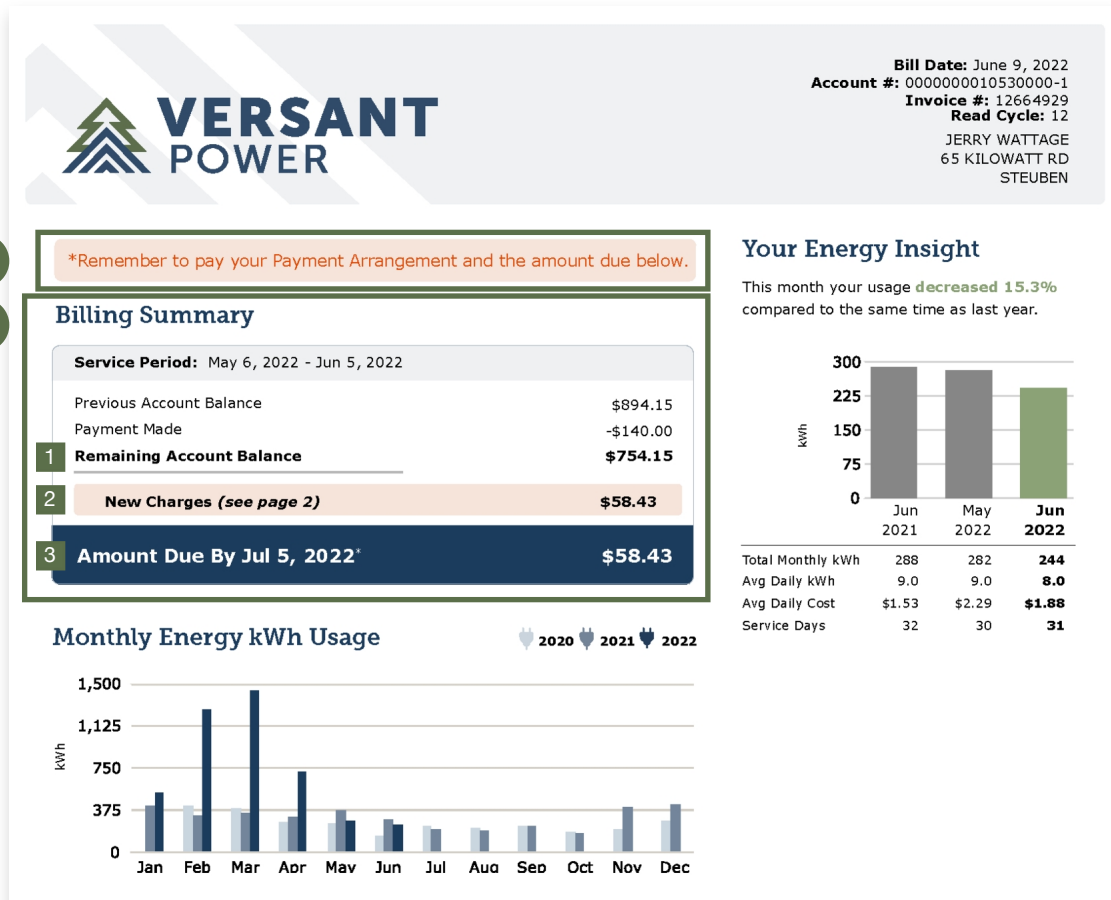 VERSANT
POWER
Bill Date: June 9, 2022
Account #: 0000000010530000-1
Invoice #: 12664929
Read Cycle: 12
JERRY WATTAGE
65 KILOWATT RD
STEUBEN
*Remember to pay your Payment Arrangement and the amount due below.
Billing Summary
Service Period: May 6, 2022 - Jun 5, 2022
Previous Account Balance $894.15
Payment Made -$140.00
1 Remaining Account Balance $754.15
2 New Charges (see page 2) $58.43
3 Amount Due By Jul 5, 2022* $58.43
Monthly Energy kWh Usage
2020 2021 2022
1,500
1,125
750
375
0
kWh
Jan Feb Mar Apr May Jun Jul Aug Sep Oct Nov Dec
Your Energy Insight
This month your usage decreased 15.3%
compared to the same time as last year.
300
225
150
75
0
kWh
Jun May Jun
2021 2022 2022
Total Monthly kWh 288 282 244
Avg Daily kWh 9.0 9.0 8.0
Avg Daily Cost $1.53 $2.29 $1.88
Service Days 32 30 31